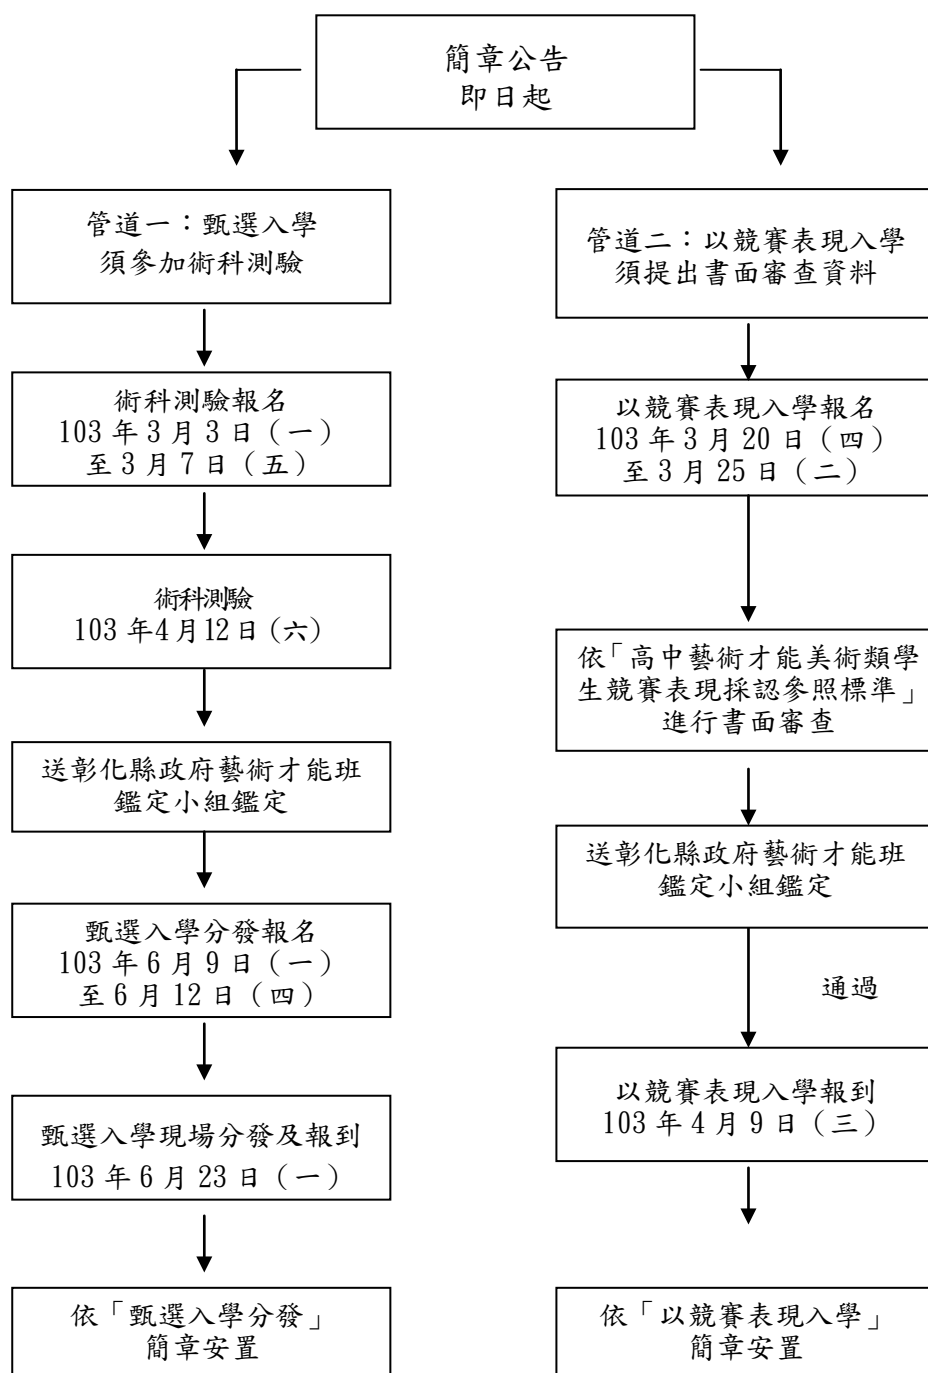 簡章公告
即日起
管道一：甄選入學
須參加術科測驗
術科測驗報名
103 年 3 月 3 日（一）
至 3 月 7 日（五）
術科測驗
103 年4月12日(六)
送彰化縣政府藝術才能班
鑑定小組鑑定
甄選入學分發報名
103 年 6 月 9 日（一）
至 6 月 12 日（四）
甄選入學現場分發及報到
103 年 6 月 23 日（一）
依「甄選入學分發」
簡章安置
管道二：以競賽表現入學
須提出書面審查資料
以競賽表現入學報名
103 年 3 月 20 日（四）
至 3 月 25 日（二）
依「高中藝術才能美術類學
生競賽表現採認參照標準」
進行書面審查
送彰化縣政府藝術才能班
鑑定小組鑑定
通過
以競賽表現入學報到
103 年 4 月 9 日（三）
依「以競賽表現入學」
簡章安置